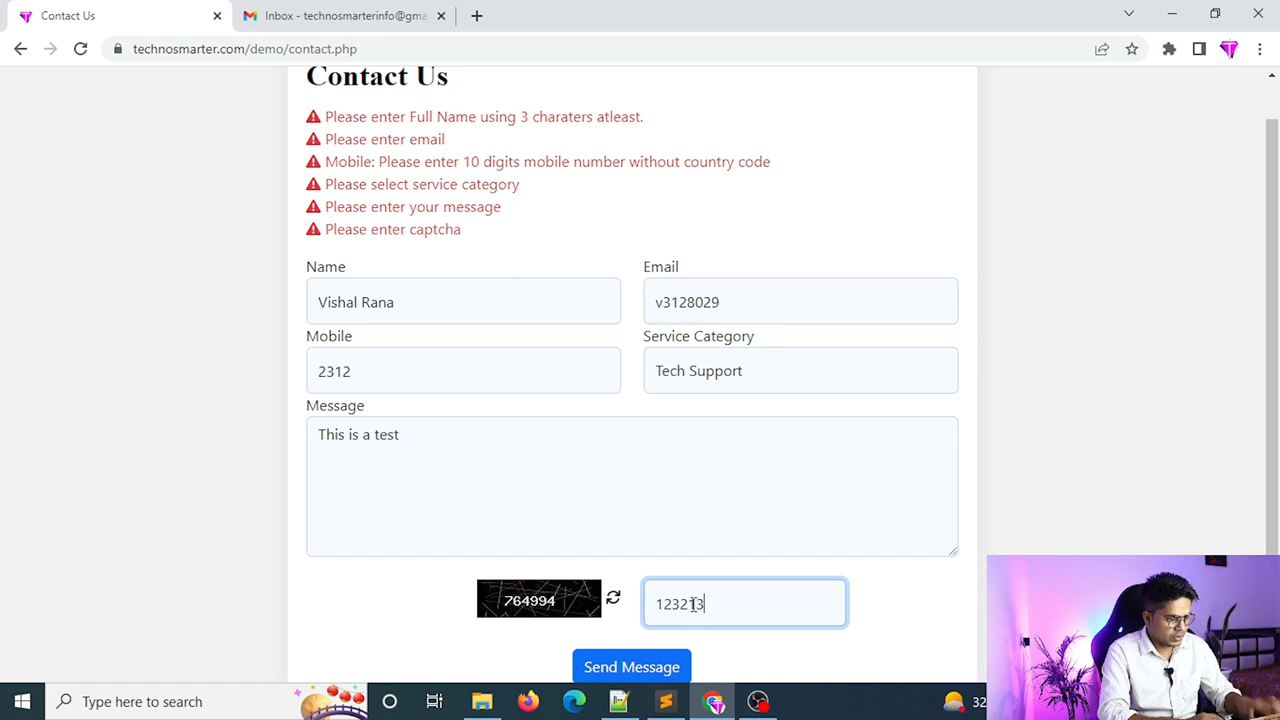 Contact Us
Inbox - technosmarterinfo@gma
technosmarter.com/demo/contact.php
Contact Us
Please enter Full Name using 3 charaters atleast.
Please enter email
Mobile: Please enter 10 digits mobile number without country code
Please select service category
Please enter your message
Please enter captcha
Name
Email
Vishal Rana
v3128029
Mobile
Service Category
2312
Tech Support
Message
This is a test
764994
123213
Send Message
Type here to search
32